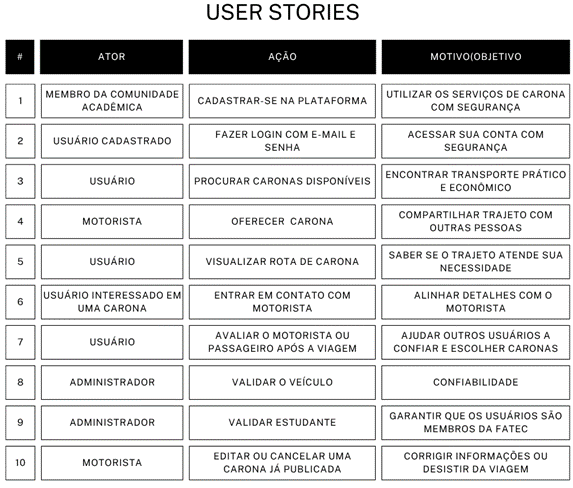 USER STORIES
# ATOR AÇÃO MOTIVO(OBJETIVO
1 MEMBRO DA COMUNIDADE ACADÊMICA CADASTRAR-SE NA PLATAFORMA UTILIZAR OS SERVIÇOS DE CARONA COM SEGURANÇA
2 USUÁRIO CADASTRADO FAZER LOGIN COM E-MAIL E SENHA ACESSAR SUA CONTA COM SEGURANÇA
3 USUÁRIO PROCURAR CARONAS DISPONÍVEIS ENCONTRAR TRANSPORTE PRÁTICO E ECONÔMICO
4 MOTORISTA OFERECER CARONA COMPARTILHAR TRAJETO COM OUTRAS PESSOAS
5 USUÁRIO VISUALIZAR ROTA DE CARONA SABER SE O TRAJETO ATENDE SUA NECESSIDADE
6 USUÁRIO INTERESSADO EM UMA CARONA ENTRAR EM CONTATO COM MOTORISTA ALINHAR DETALHES COM O MOTORISTA
7 USUÁRIO AVALIAR O MOTORISTA OU PASSAGEIRO APÓS A VIAGEM AJUDAR OUTROS USUÁRIOS A CONFIAR E ESCOLHER CARONAS
8 ADMINISTRADOR VALIDAR O VEÍCULO CONFIABILIDADE
9 ADMINISTRADOR VALIDAR ESTUDANTE GARANTIR QUE OS USUÁRIOS SÃO MEMBROS DA FATEC
10 MOTORISTA EDITAR OU CANCELAR UMA CARONA JÁ PUBLICADA CORRIGIR INFORMAÇÕES OU DESISTIR DA VIAGEM